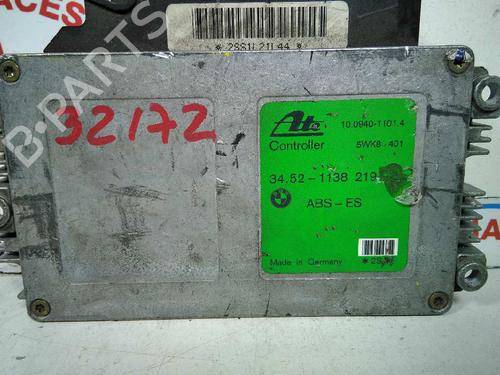 ACES
* 2SS1L21L44 *
B-PARTS
32172
Ate
10.0940-1101.4
Controller
5WK8 401
34.52-1138 219
ABS-ES
Made in Germany